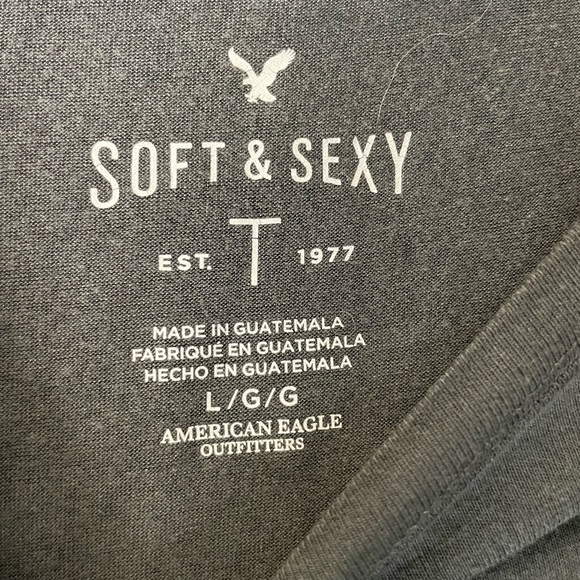 SOFT & SEXY
EST. T 1977
MADE IN GUATEMALA
FABRIQUÉ EN GUATEMALA
HECHO EN GUATEMALA
L/G/G
AMERICAN EAGLE
OUTFITTERS